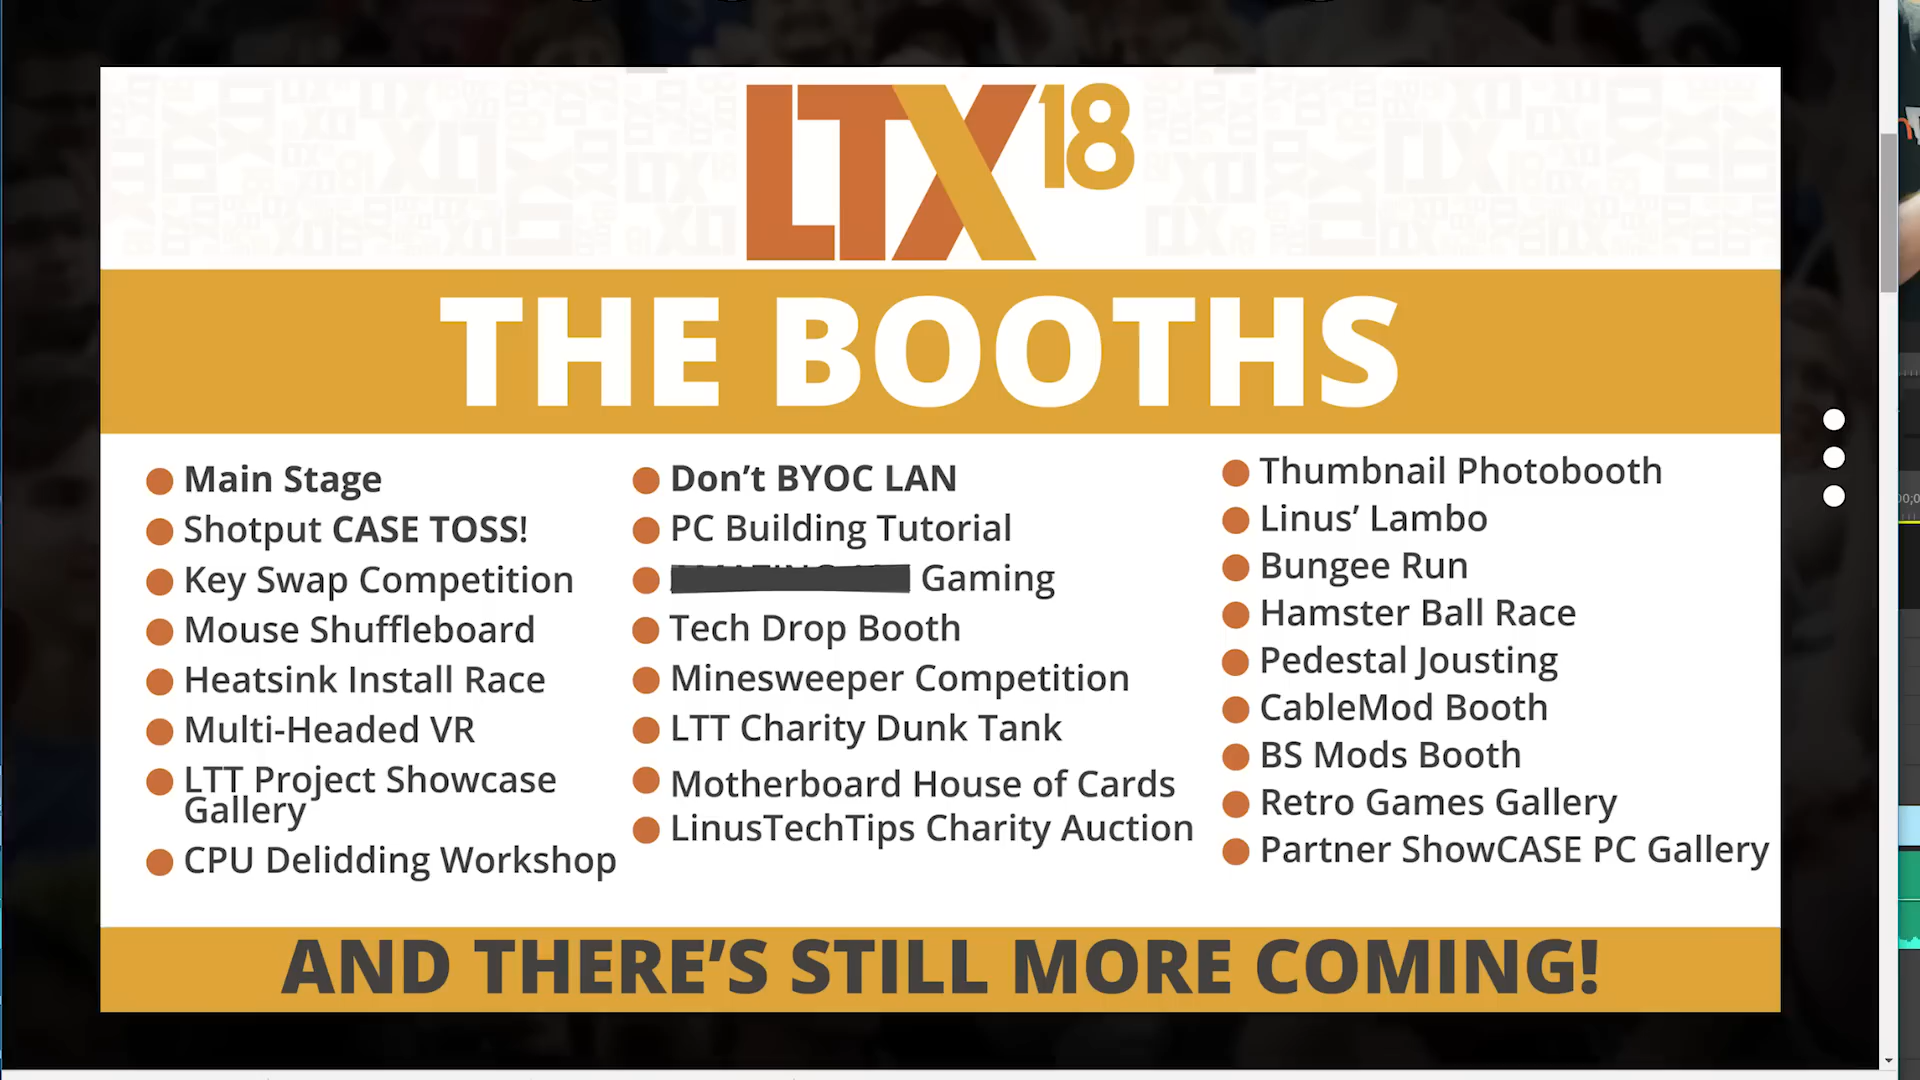 LTX18
THE BOOTHS
Main Stage
Shotput CASE TOSS!
Key Swap Competition
Mouse Shuffleboard
Heatsink Install Race
Multi-Headed VR
LTT Project Showcase
Gallery
CPU Delidding Workshop
Don’t BYOC LAN
PC Building Tutorial
Gaming
Tech Drop Booth
Minesweeper Competition
LTT Charity Dunk Tank
Motherboard House of Cards
LinusTechTips Charity Auction
Thumbnail Photobooth
Linus’ Lambo
Bungee Run
Hamster Ball Race
Pedestal Jousting
CableMod Booth
BS Mods Booth
Retro Games Gallery
Partner ShowCASE PC Gallery
AND THERE’S STILL MORE COMING!